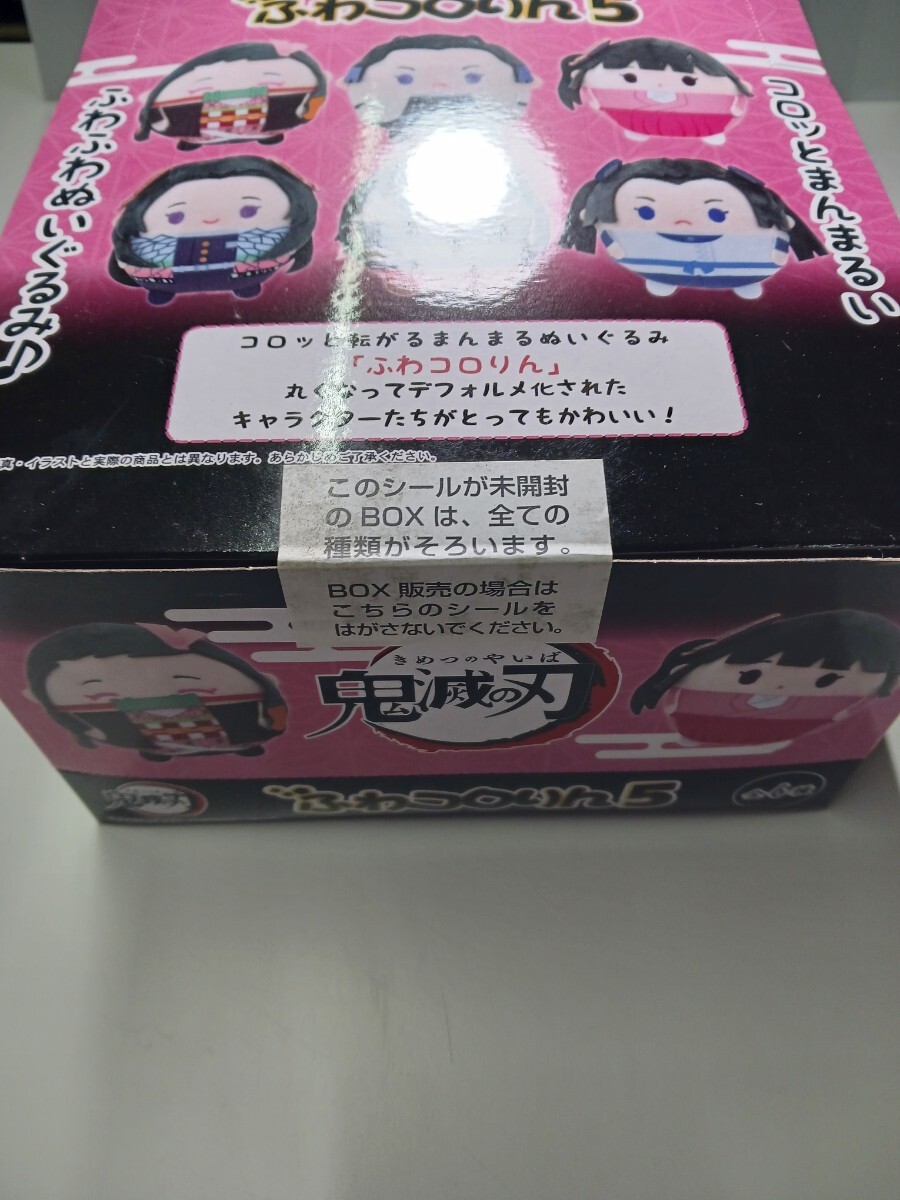 ふわコロりん5
ふわふわぬいぐるみ♪
コロッとまんまるい
コロッと転がるまんまるぬいぐるみ
「ふわコロりん」
丸くなってデフォルメ化された
キャラクターたちがとってもかわいい！
真・イラストと実際の商品とは異なります。あらかじめご了承ください。
このシールが未開封
のBOXは、全ての
種類がそろいます。
BOX販売の場合は
こちらのシールを
はがさないでください。
きめつのやいば
鬼滅の刃
鬼滅の刃
ふわコロりん5
全6種